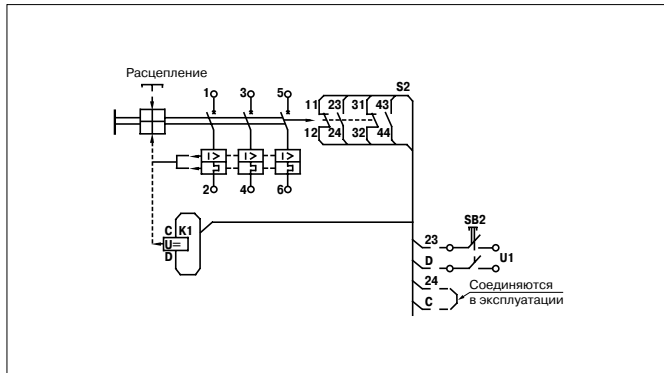 Расцепление
1 3 5
11 23 31 43 S2
12 24 32 44
I> I> I>
2 4 6
C K1
U=
D
SB2
23
D U1
24
C
Соединяются
в эксплуатации